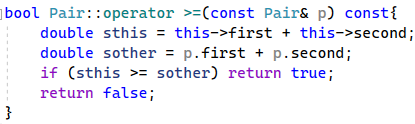 bool Pair::operator >=(const Pair& p) const{
    double sthis = this->first + this->second;
    double sother = p.first + p.second;
    if (sthis >= sother) return true;
    return false;
}